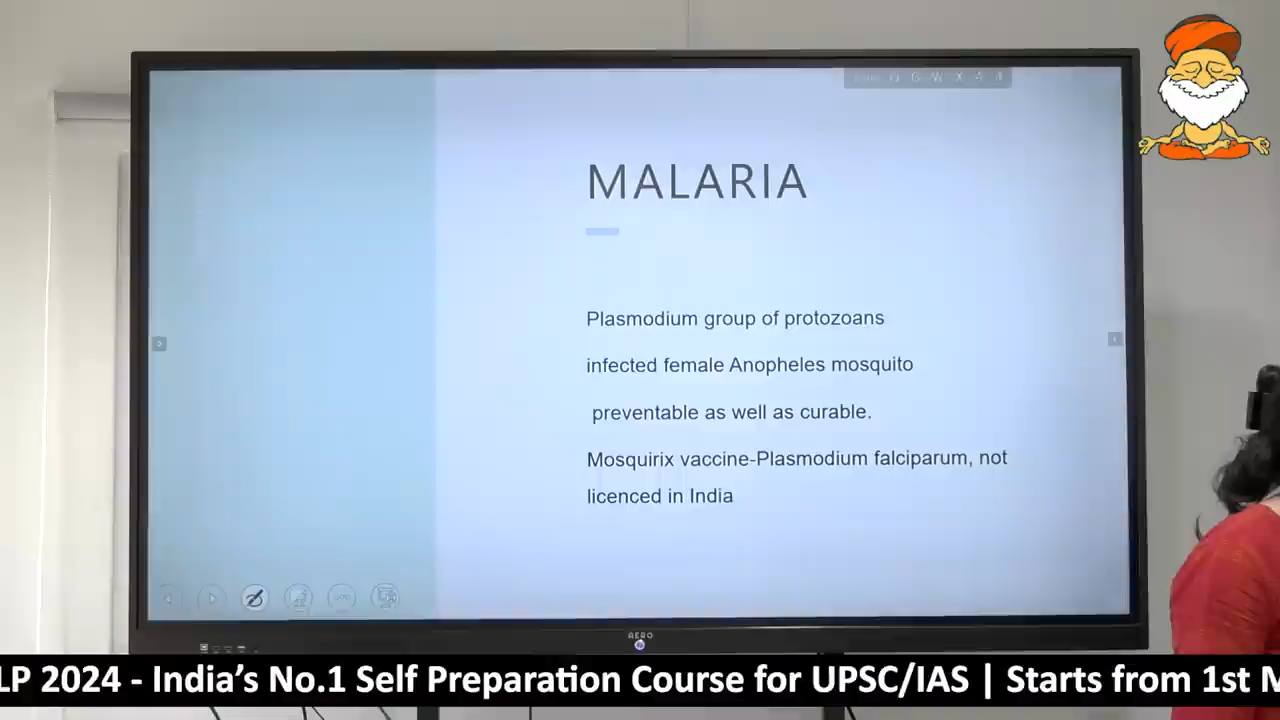 MALARIA
Plasmodium group of protozoans
infected female Anopheles mosquito
preventable as well as curable.
Mosquirix vaccine-Plasmodium falciparum, not
licenced in India
AERO
LP 2024 - India's No.1 Self Preparation Course for UPSC/IAS | Starts from 1st M